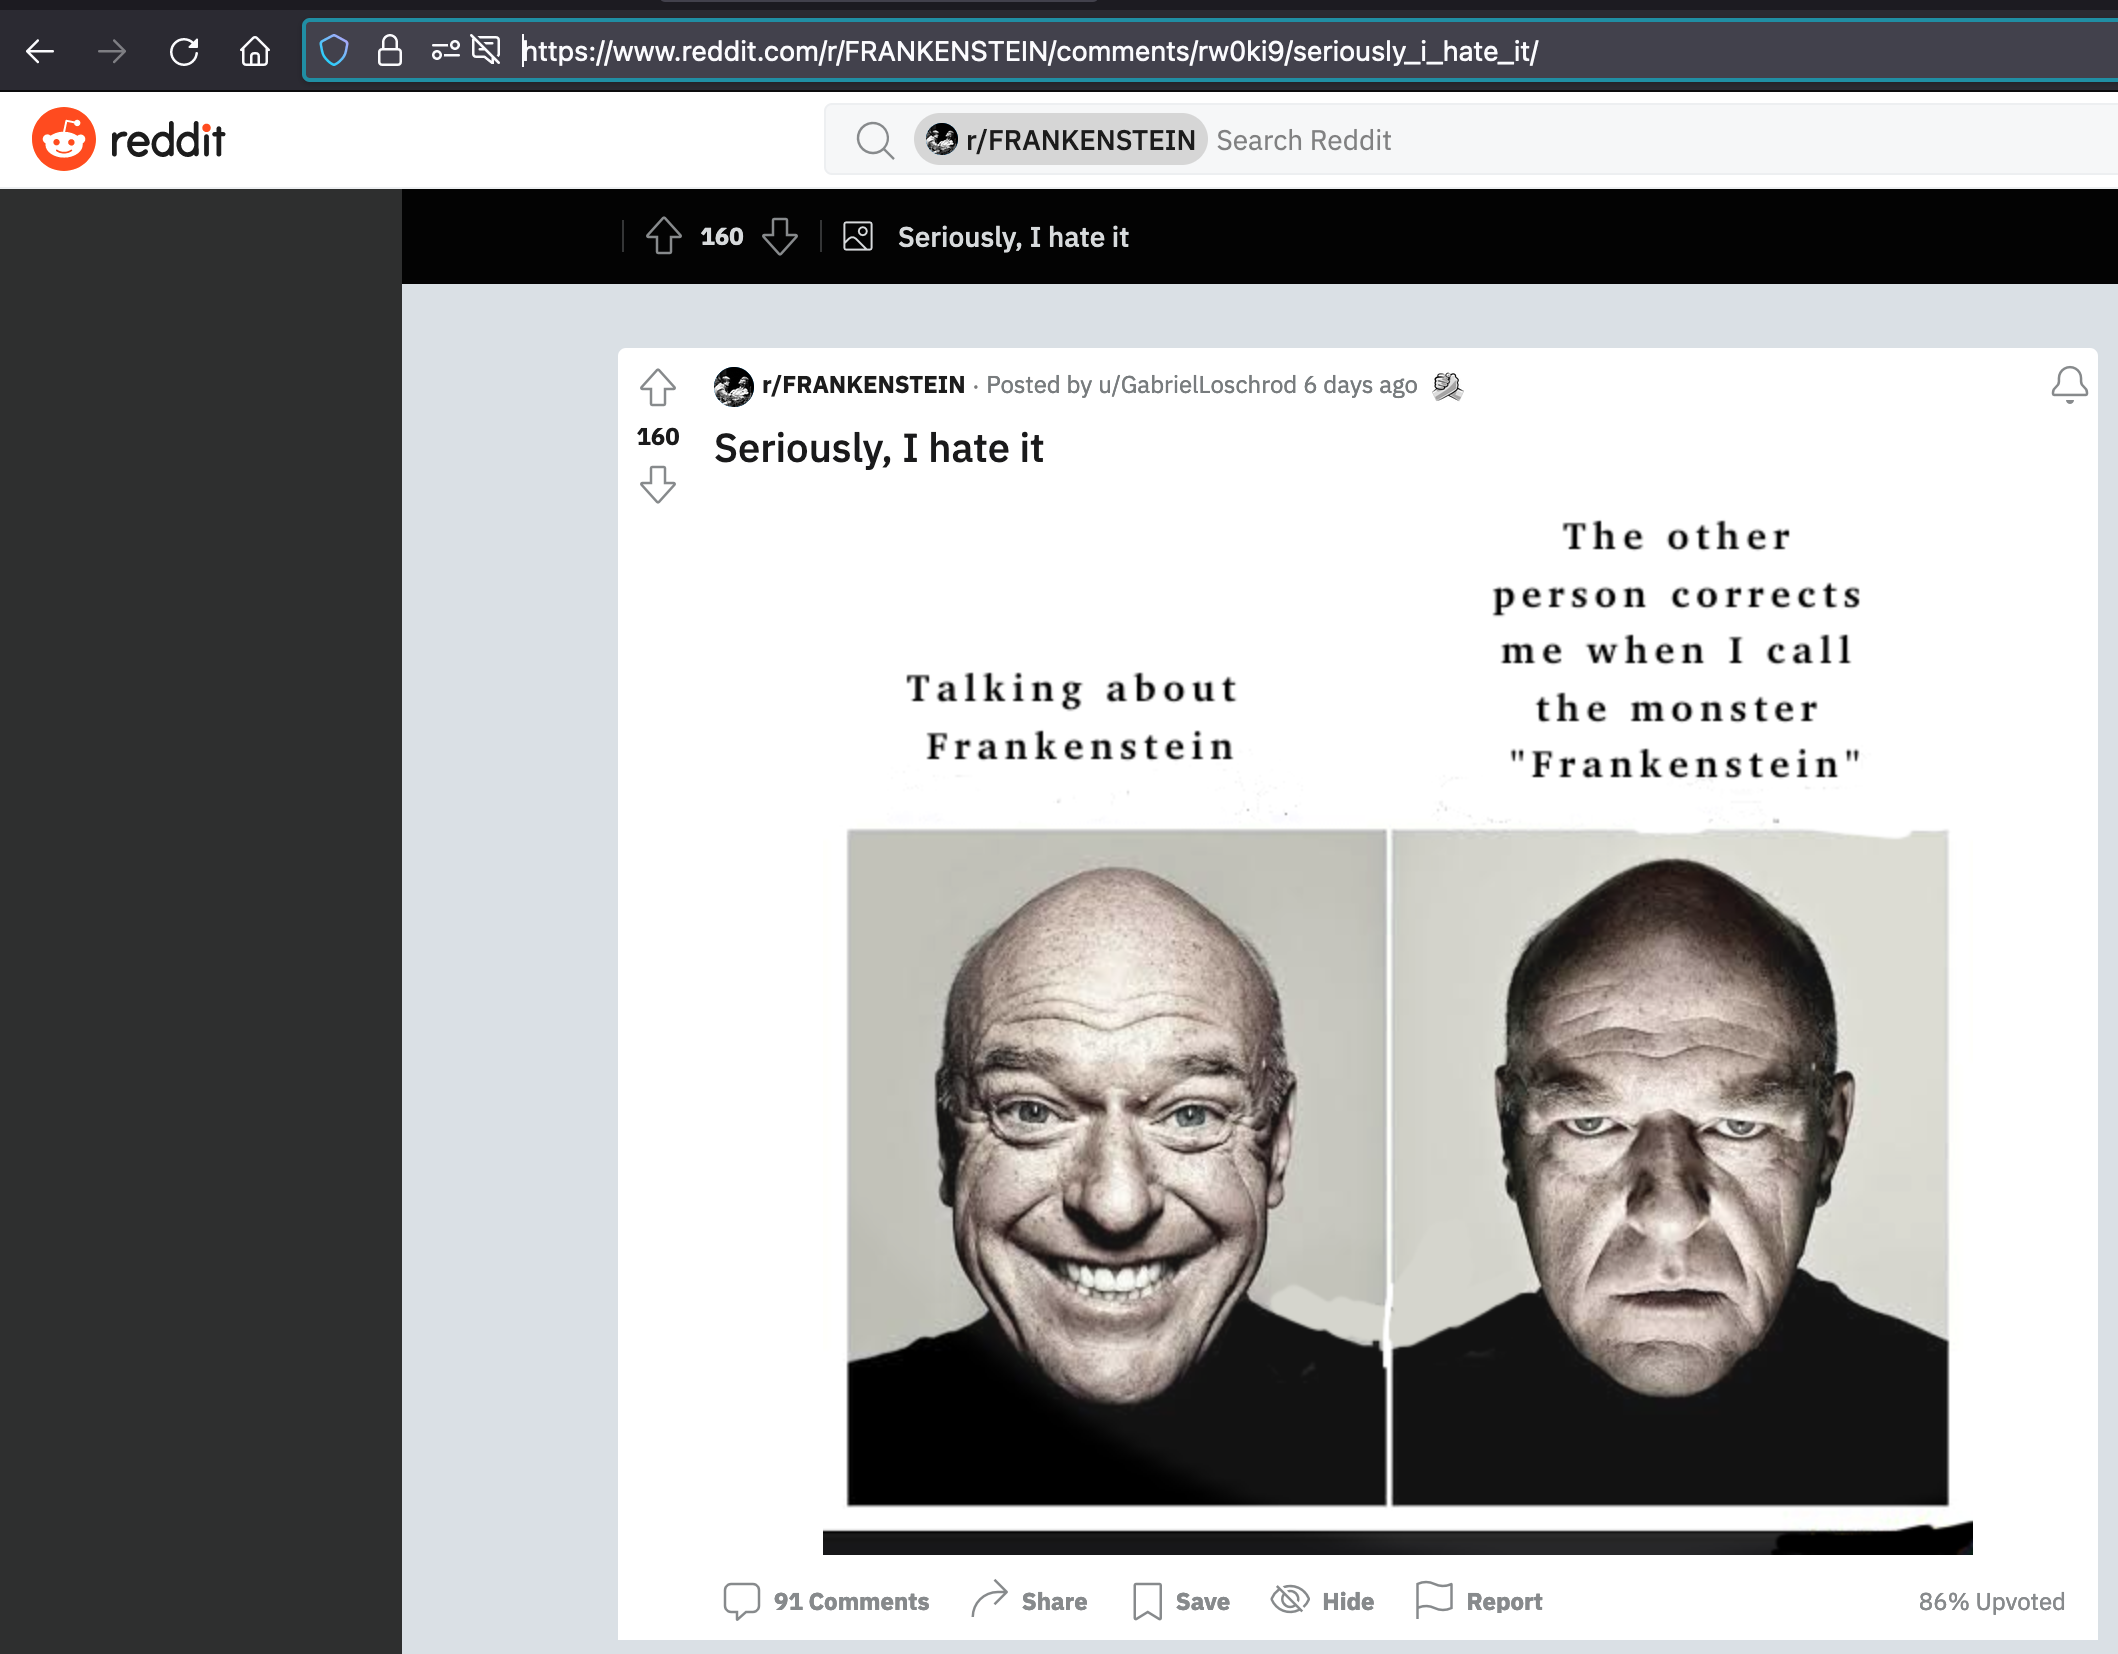 https://www.reddit.com/r/FRANKENSTEIN/comments/rw0ki9/seriously_i_hate_it/
reddit
r/FRANKENSTEIN Search Reddit
160
Seriously, I hate it
r/FRANKENSTEIN · Posted by u/GabrielLoschrod 6 days ago
160
Seriously, I hate it
Talking about
Frankenstein
The other
person corrects
me when I call
the monster
"Frankenstein"
91 Comments
Share
Save
Hide
Report
86% Upvoted